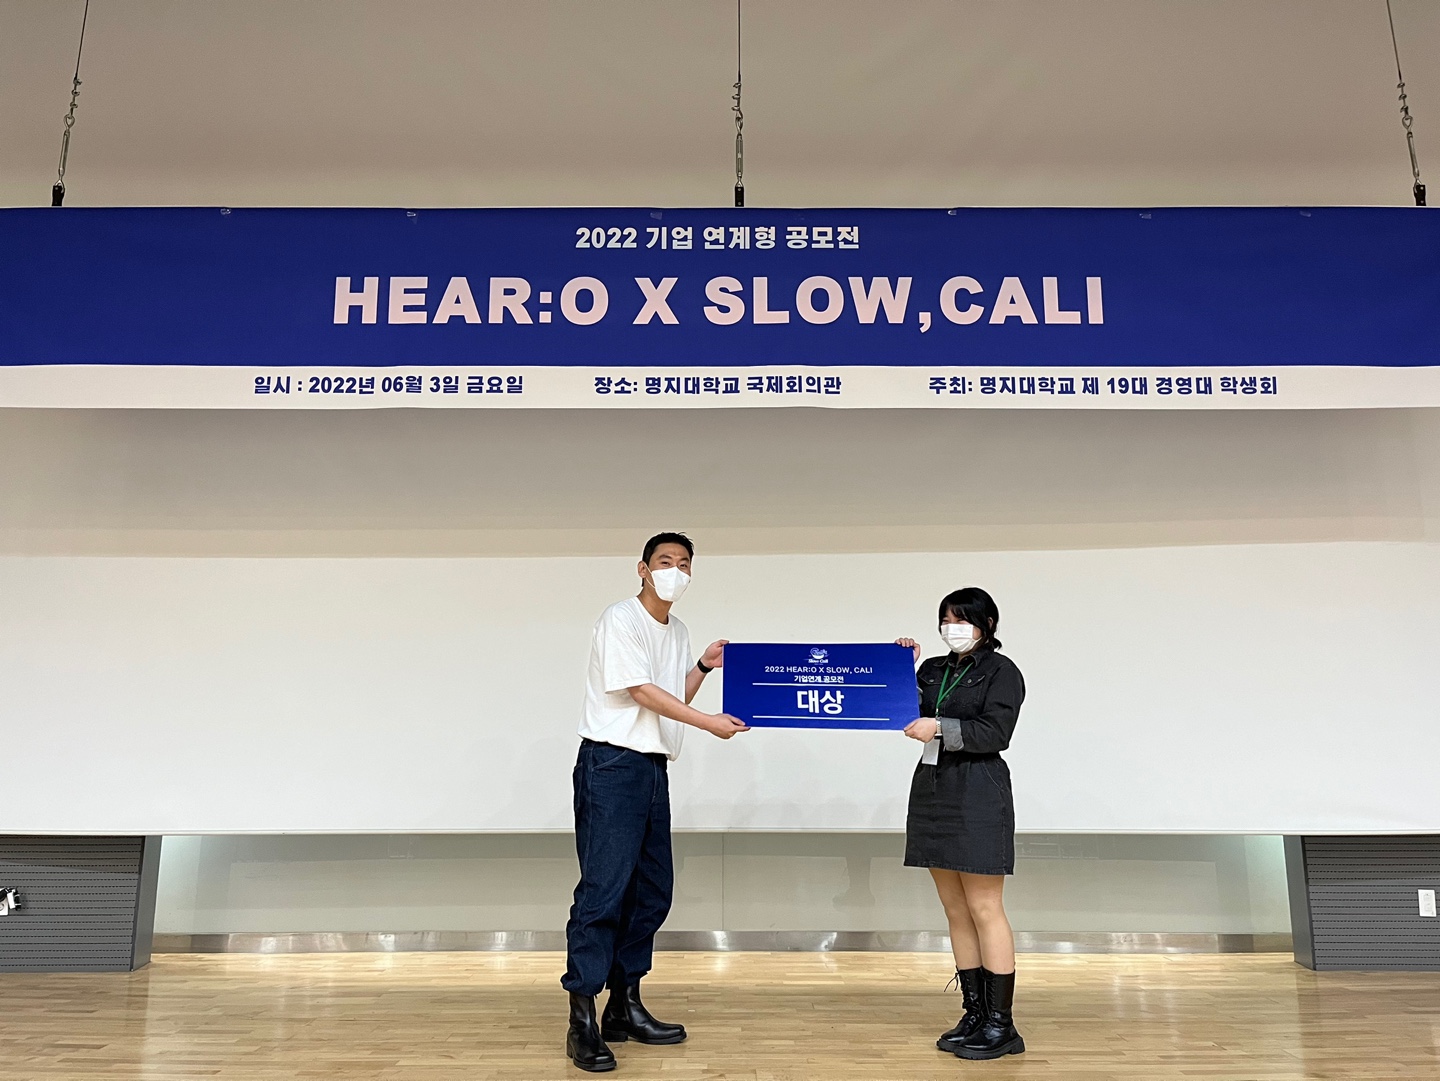 2022 기업 연계형 공모전
HEAR:O X SLOW,CALI
일시 : 2022년 06월 3일 금요일 장소: 명지대학교 국제회의관 주최: 명지대학교 제 19대 경영대 학생회
Slow Cali
2022 HEAR:O X SLOW, CALI
기업연계 공모전
대상